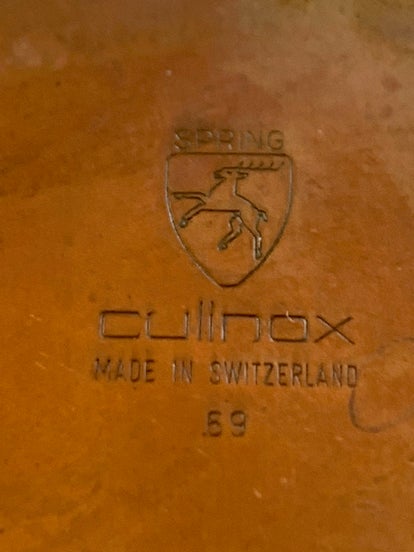 SPRING
culinox
MADE IN SWITZERLAND
.69